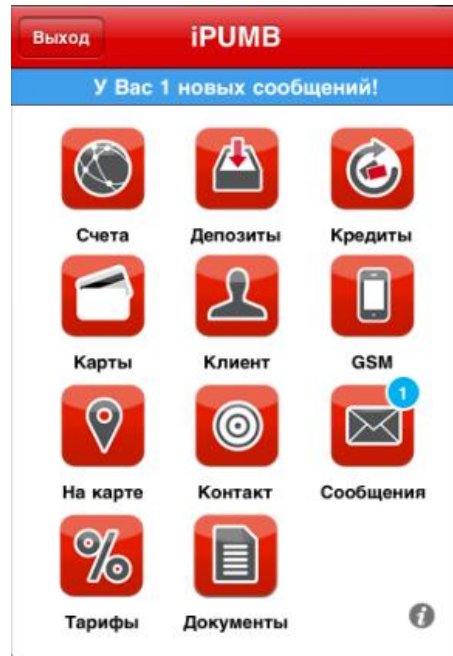 Выход
iPUMB
У Вас 1 новых сообщений!
Счета
Депозиты
Кредиты
Карты
Клиент
GSM
1
На карте
Контакт
Сообщения
%
Тарифы
Документы
i